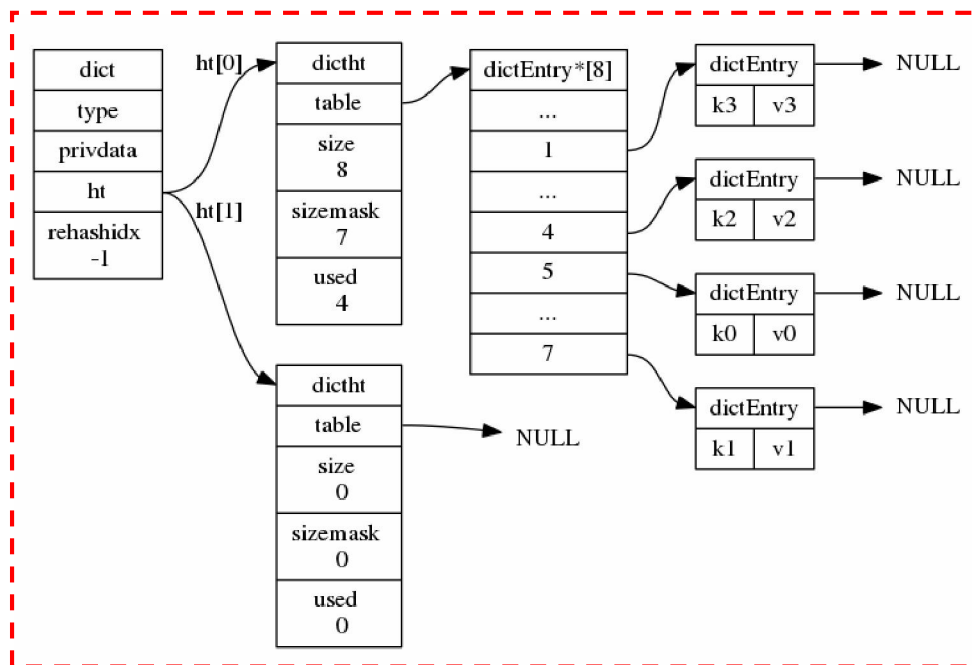 dict
type
privdata
ht
rehashidx
-1
ht[0]
ht[1]
dictht
table
size
8
sizemask
7
used
4
dictht
table
size
0
sizemask
0
used
0
NULL
dictEntry*[8]
...
1
...
4
5
...
7
dictEntry
k3 v3
NULL
dictEntry
k2 v2
NULL
dictEntry
k0 v0
NULL
dictEntry
k1 v1
NULL